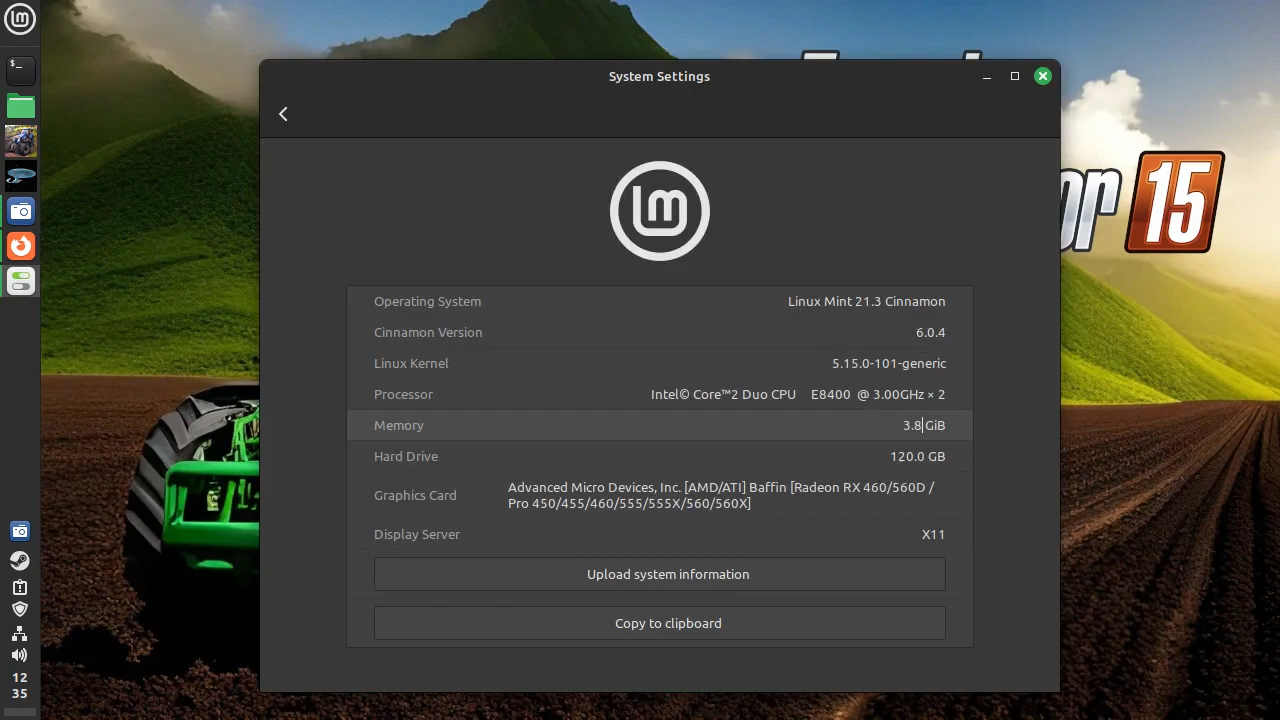 System Settings
lm
Operating System Linux Mint 21.3 Cinnamon
Cinnamon Version 6.0.4
Linux Kernel 5.15.0-101-generic
Processor Intel© Core™2 Duo CPU E8400 @ 3.00GHz × 2
Memory 3.8 GiB
Hard Drive 120.0 GB
Graphics Card Advanced Micro Devices, Inc. [AMD/ATI] Baffin [Radeon RX 460/560D /
Pro 450/455/460/555/555X/560/560X]
Display Server X11
Upload system information
Copy to clipboard
or 15
lm
$_
12
35